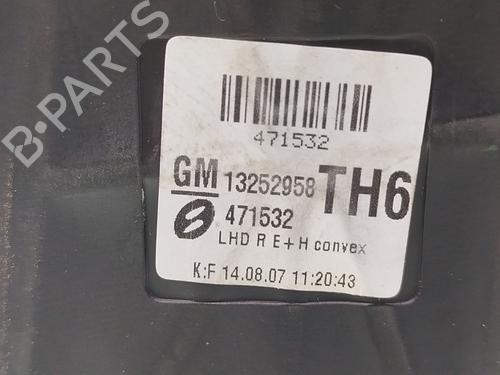 B-PARTS
471532
GM 13252958 TH6
471532
LHD R E+H convex
K:F 14.08.07 11:20:43